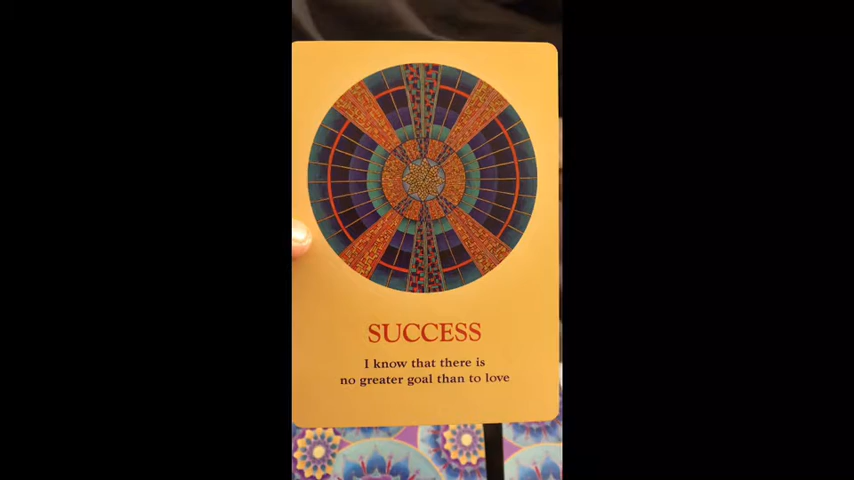 SUCCESS
I know that there is
no greater goal than to love